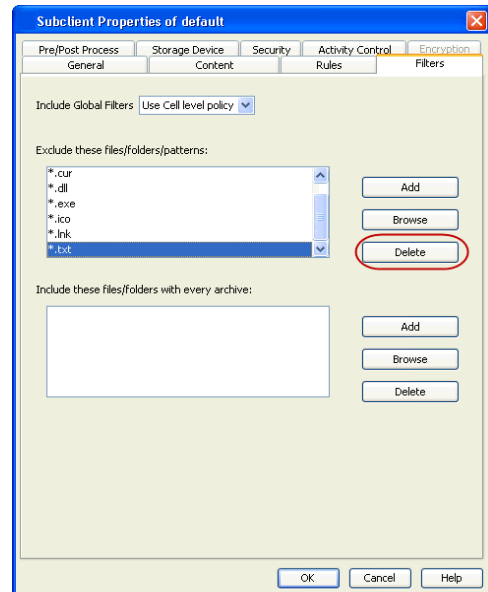 Subclient Properties of default
Pre/Post Process Storage Device Security Activity Control Encryption
General Content Rules Filters
Include Global Filters Use Cell level policy
Exclude these files/folders/patterns:
*.cur
*.dll
*.exe
*.ico
*.lnk
*.txt
Add
Browse
Delete
Include these files/folders with every archive:
Add
Browse
Delete
OK Cancel Help